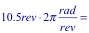 10.5rev · 2π rad/rev =